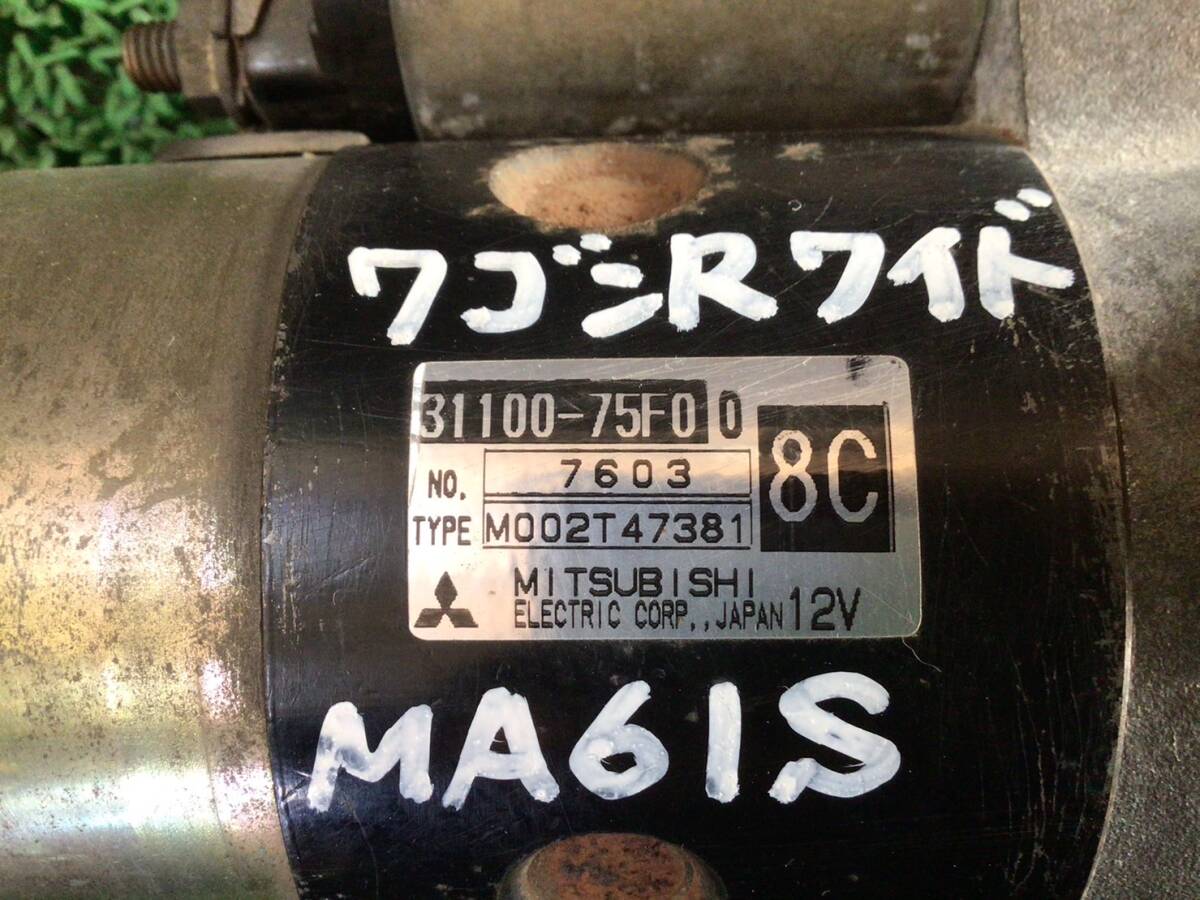 ワゴンRワイド
31100-75F00
NO. 7603
8C
TYPE M002T47381
MITSUBISHI
ELECTRIC CORP.,JAPAN 12V
MA61S